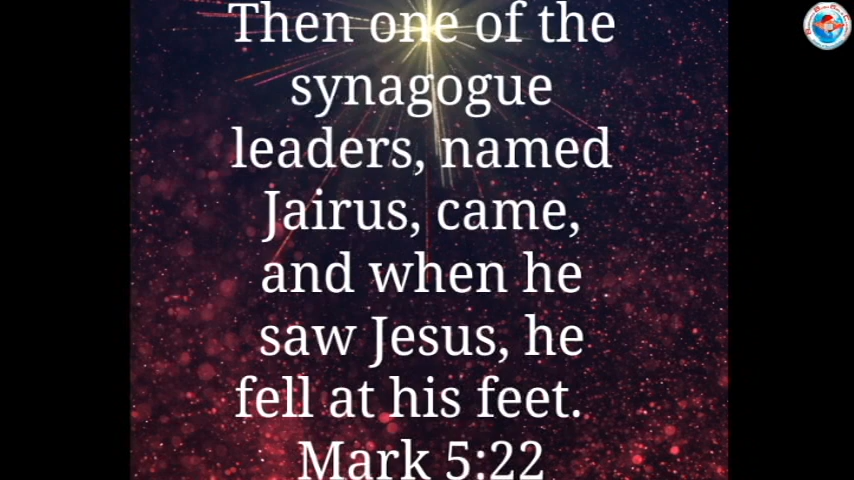 Then one of the
synagogue
leaders, named
Jairus, came,
and when he
saw Jesus, he
fell at his feet.
Mark 5:22